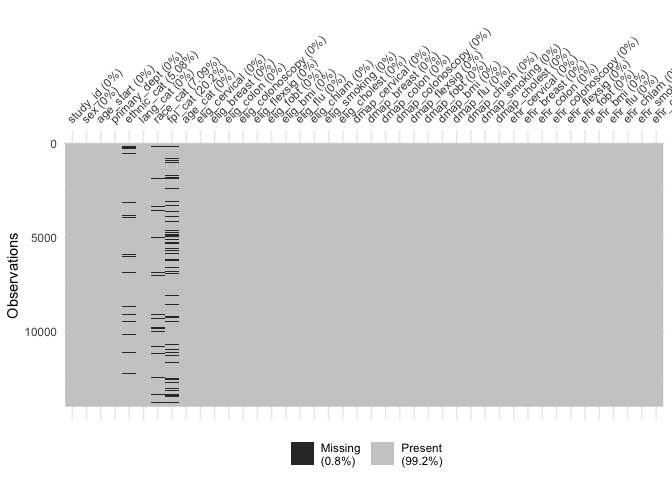 study_id (0%)
sex (0%)
age_start (0%)
primary_dept (0%)
ethnic_cat (5.08%)
lang_cat (0%)
fpl_cat (20.2%)
age_cat (0%)
elig_cervical (0%)
elig_breast (0%)
elig_colon (0%)
elig_colonoscopy (0%)
elig_flexsig (0%)
elig_fobt (0%)
elig_bmi (0%)
elig_flu (0%)
elig_chlam (0%)
elig_smoking (0%)
elig_cholest (0%)
dmap_cervical (0%)
dmap_breast (0%)
dmap_colon (0%)
dmap_colonoscopy (0%)
dmap_flexsig (0%)
dmap_fobt (0%)
dmap_bmi (0%)
dmap_flu (0%)
dmap_chlam (0%)
dmap_smoking (0%)
dmap_cholest (0%)
ehr_cervical (0%)
ehr_breast (0%)
ehr_colon (0%)
ehr_colonoscopy (0%)
ehr_flexsig (0%)
ehr_fobt (0%)
ehr_bmi (0%)
ehr_flu (0%)
ehr_chlam (0%)
0
5000
10000
Observations
Missing
(0.8%)
Present
(99.2%)